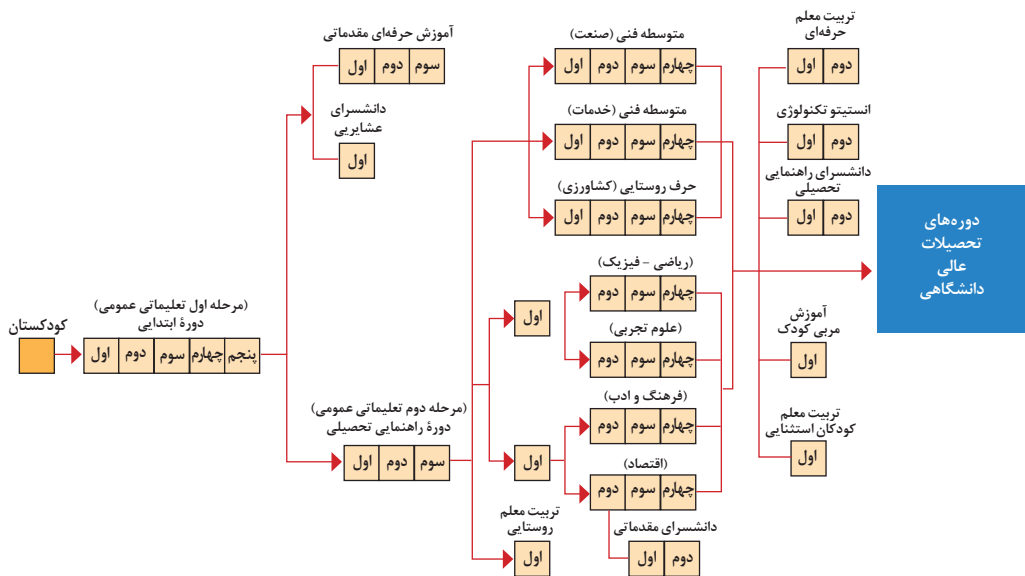 کودکستان
(مرحله اول تعلیماتی عمومی)
دورهٔ ابتدایی
اول دوم سوم چهارم پنجم
آموزش حرفه‌ای مقدماتی
اول دوم سوم
دانشسرای
عشایریی
اول
(مرحله دوم تعلیماتی عمومی)
دورهٔ راهنمایی تحصیلی
اول دوم سوم
متوسطه فنی (صنعت)
اول دوم سوم چهارم
متوسطه فنی (خدمات)
اول دوم سوم چهارم
حرف روستایی (کشاورزی)
اول دوم سوم چهارم
اول
(ریاضی - فیزیک)
دوم سوم چهارم
(علوم تجربی)
دوم سوم چهارم
اول
(فرهنگ و ادب)
دوم سوم چهارم
(اقتصاد)
دوم سوم چهارم
دانشسرای مقدماتی
اول دوم
تربیت معلم
روستایی
اول
تربیت معلم
حرفه‌ای
اول دوم
انستیتو تکنولوژی
اول دوم
دانشسرای راهنمایی
تحصیلی
اول دوم
آموزش
مربی کودک
اول
تربیت معلم
کودکان استثنایی
اول
دوره‌های
تحصیلات
عالی
دانشگاهی